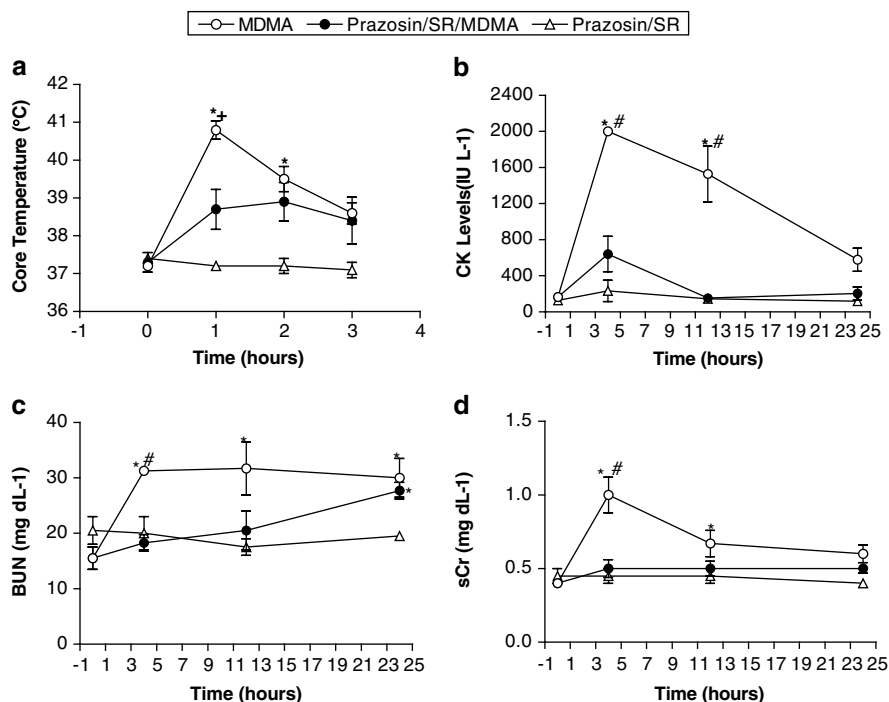 MDMA Prazosin/SR/MDMA Prazosin/SR
a
42
41
40
39
38
37
36
Core Temperature (°C)
*+
*
-1 0 1 2 3 4
Time (hours)
b
2000
1600
1200
800
400
0
CK Levels(IU L-1)
* #
* #
-1 1 3 5 7 9 11 13 15 17 19 21 23 25
Time (hours)
c
40
30
20
10
0
BUN (mg dL-1)
* #
*
*
*
-1 1 3 5 7 9 11 13 15 17 19 21 23 25
Time (hours)
d
1.5
1.0
0.5
0.0
sCr (mg dL-1)
* #
*
-1 1 3 5 7 9 11 13 15 17 19 21 23 25
Time (hours)